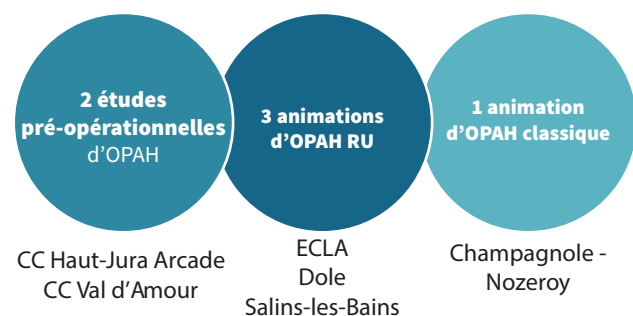 2 études
pré-opérationnelles
d'OPAH
3 animations
d'OPAH RU
1 animation
d'OPAH classique
CC Haut-Jura Arcade
CC Val d'Amour
ECLA
Dole
Salins-les-Bains
Champagnole -
Nozeroy